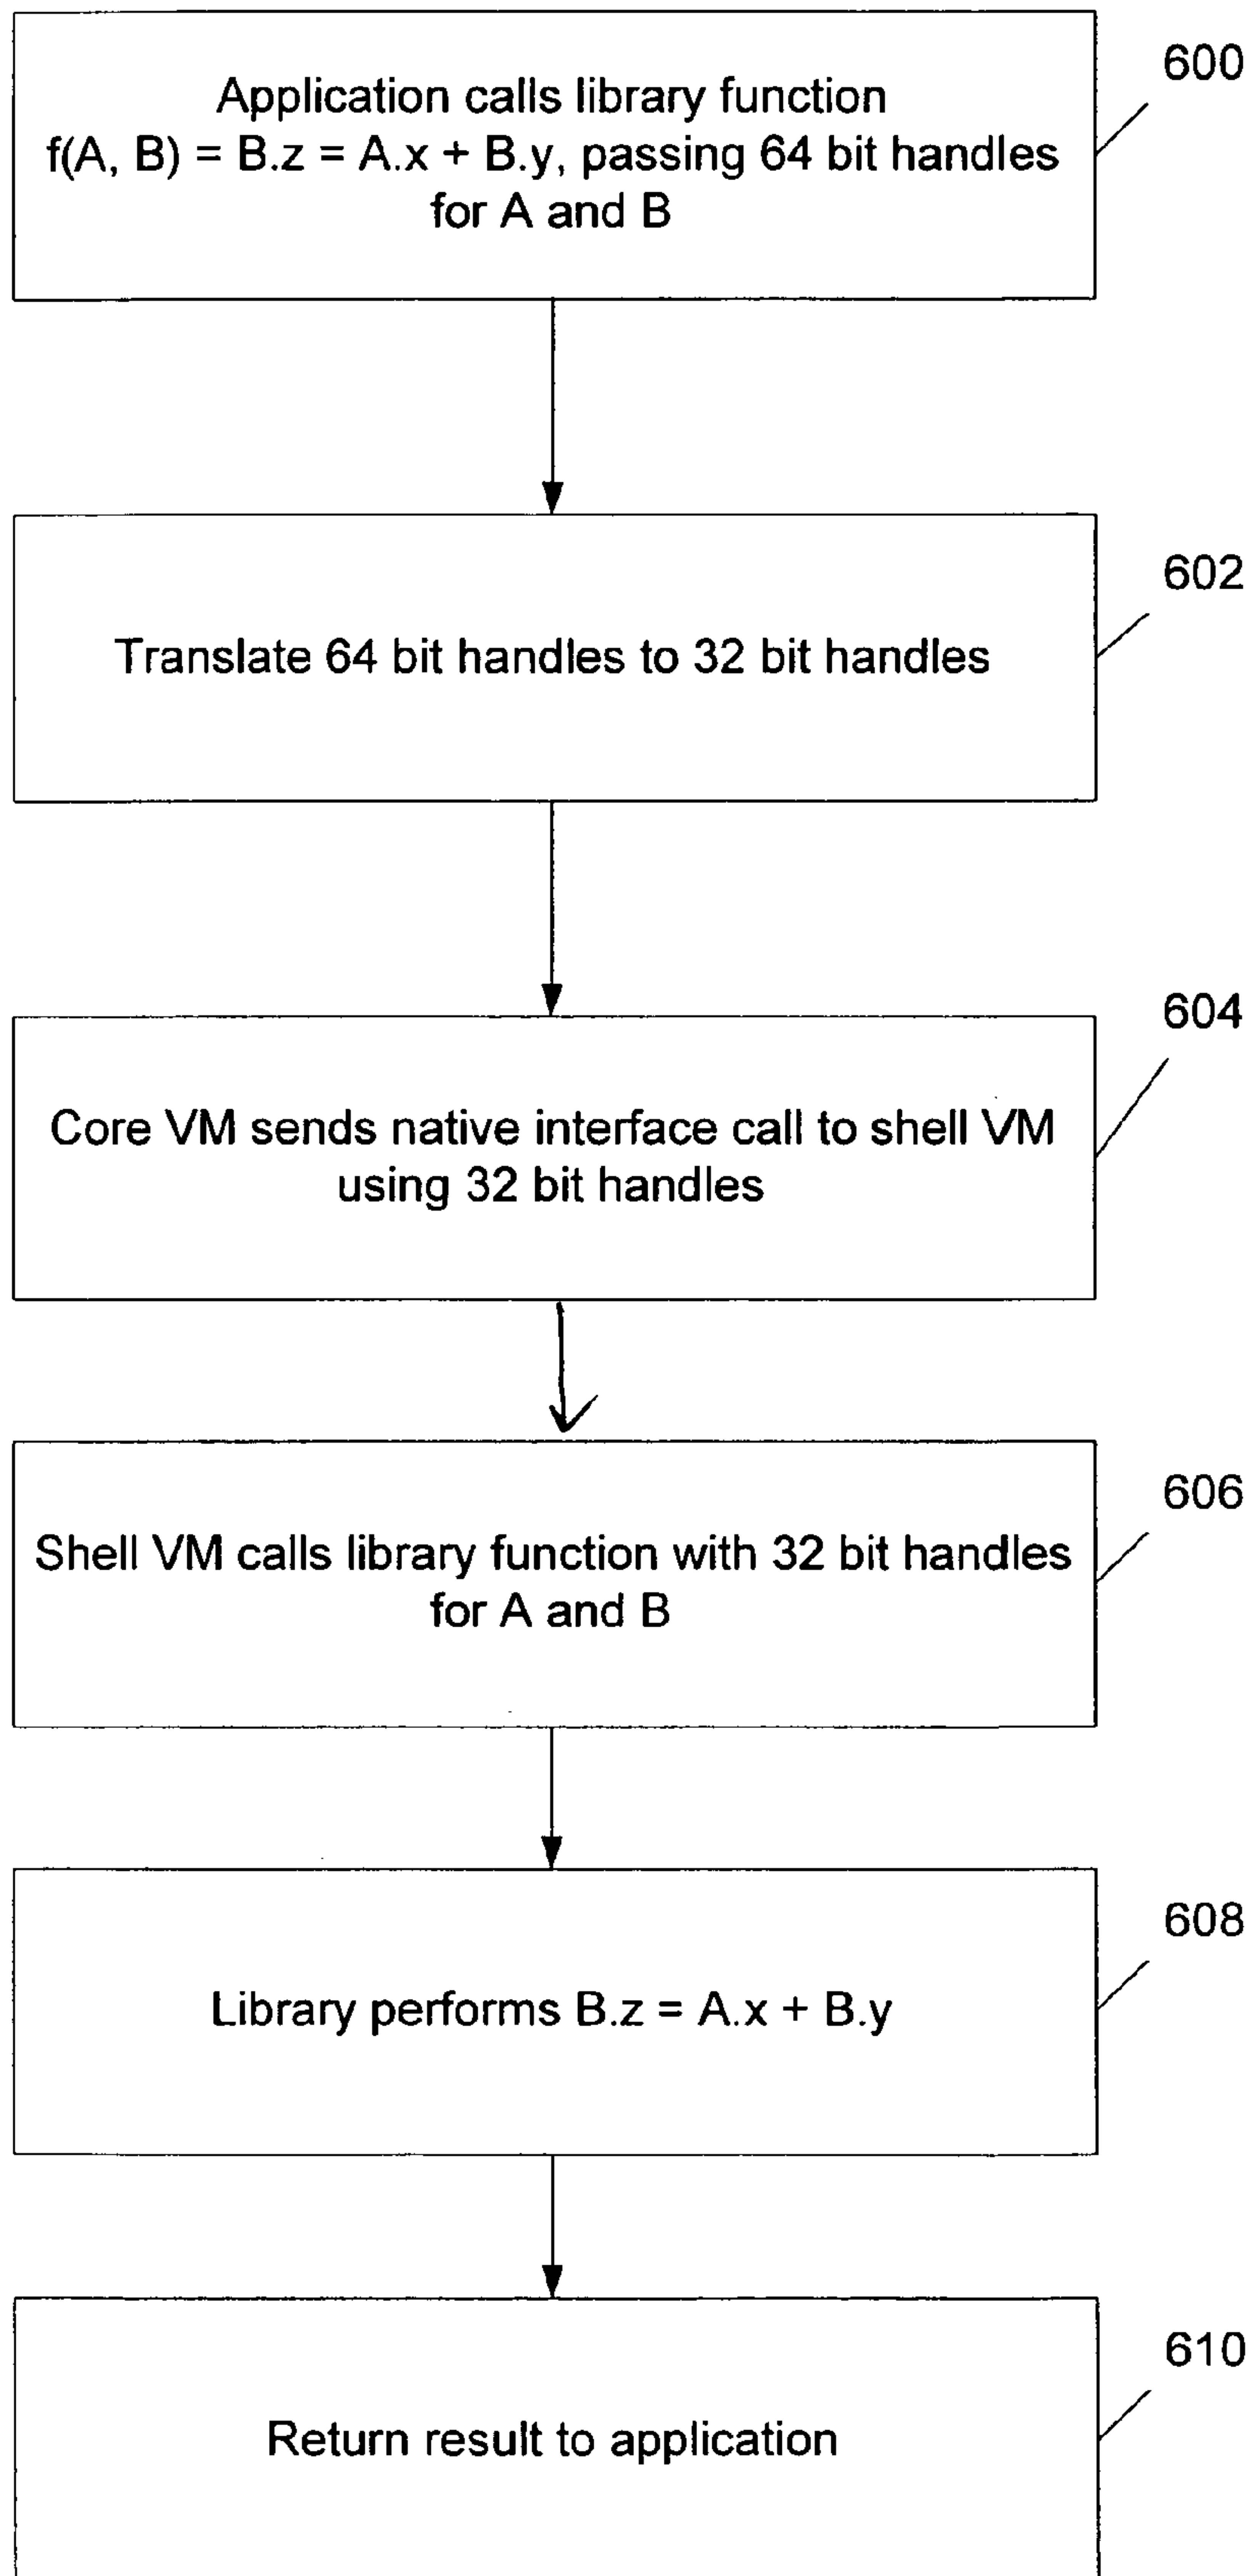 Application calls library function
f(A, B) = B.z = A.x + B.y, passing 64 bit handles
for A and B
600
Translate 64 bit handles to 32 bit handles
602
Core VM sends native interface call to shell VM
using 32 bit handles
604
Shell VM calls library function with 32 bit handles
for A and B
606
Library performs B.z = A.x + B.y
608
Return result to application
610